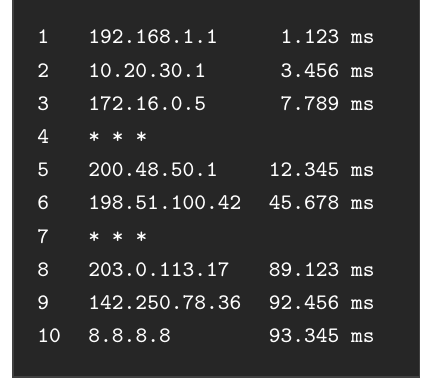 1 192.168.1.1 1.123 ms
2 10.20.30.1 3.456 ms
3 172.16.0.5 7.789 ms
4 * * *
5 200.48.50.1 12.345 ms
6 198.51.100.42 45.678 ms
7 * * *
8 203.0.113.17 89.123 ms
9 142.250.78.36 92.456 ms
10 8.8.8.8 93.345 ms